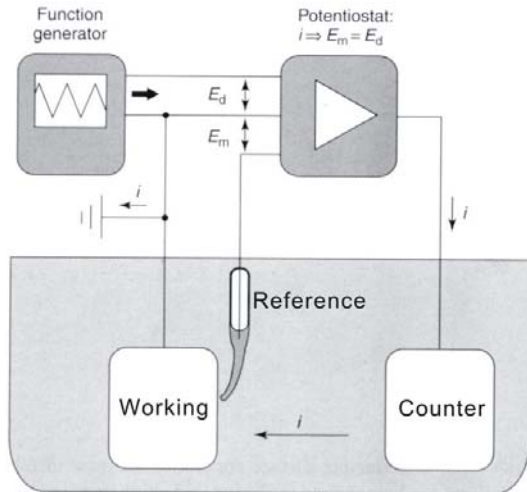 Function
generator
Potentiostat:
i ⇒ Em = Ed
Ed
Em
i
i
Reference
Working
Counter
i